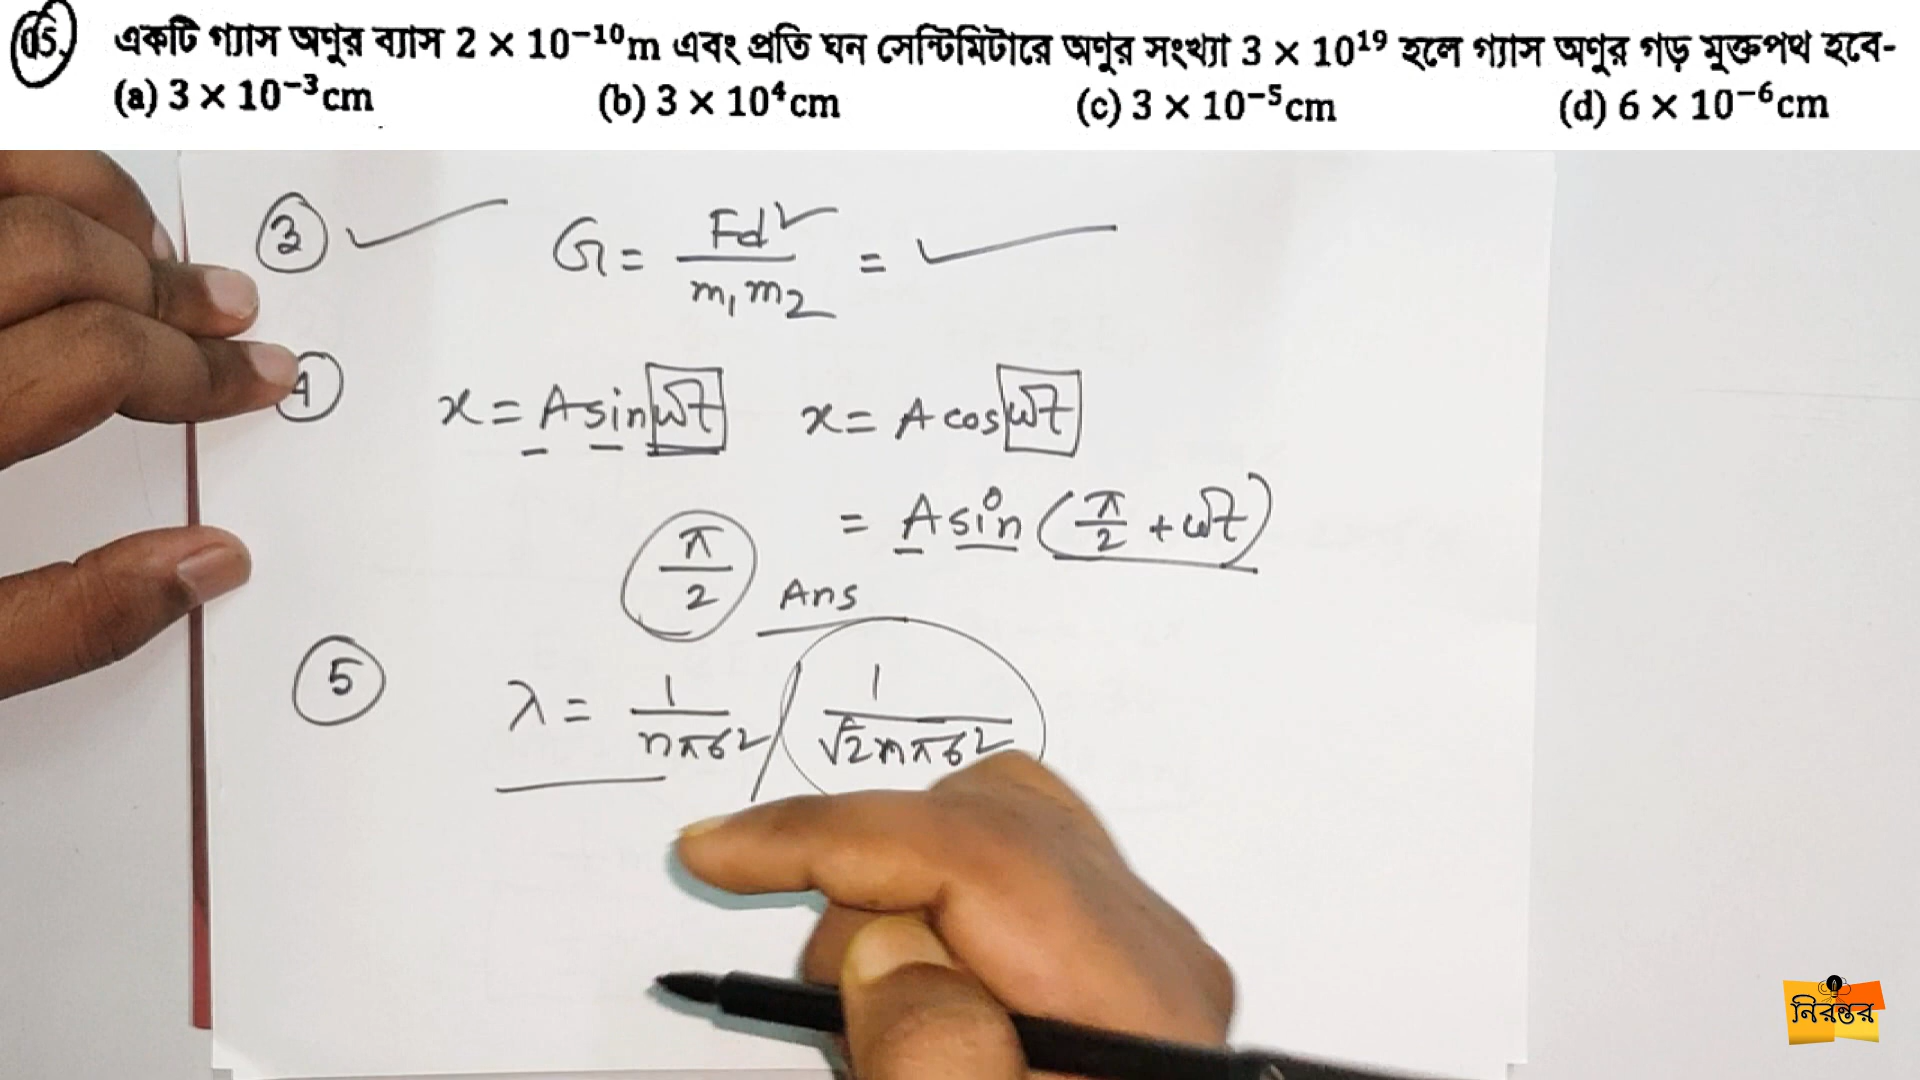 05. একটি গ্যাস অণুর ব্যাস 2 × 10⁻¹⁰m এবং প্রতি ঘন সেন্টিমিটারে অণুর সংখ্যা 3 × 10¹⁹ হলে গ্যাস অণুর গড় মুক্তপথ হবে-
(a) 3 × 10⁻³cm (b) 3 × 10⁴cm (c) 3 × 10⁻⁵cm (d) 6 × 10⁻⁶cm
3 ✓ G = Fd²/m₁m₂ = ✓
4 x = A sin ωt x = A cos ωt
= A sin (π/2 + ωt)
π/2 Ans
5 λ = 1/nπσ² / 1/√2nπσ²
নিরন্তর